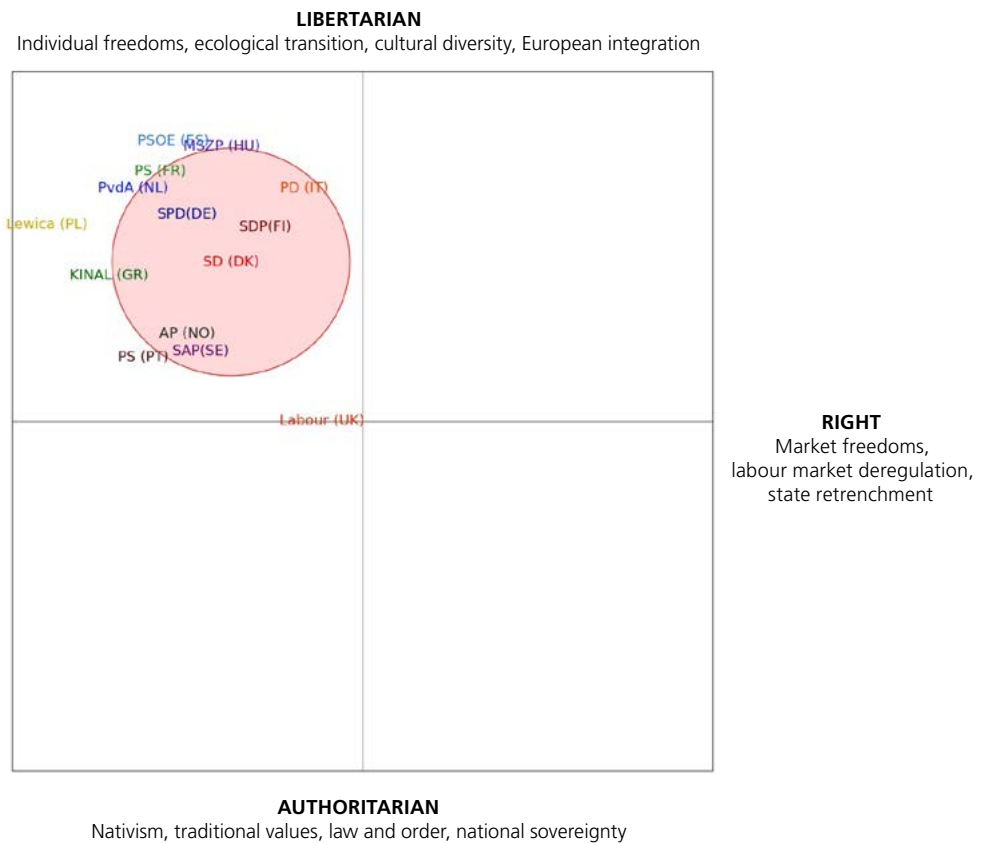 LIBERTARIAN
Individual freedoms, ecological transition, cultural diversity, European integration
PSOE (ES)
MSZP (HU)
PS (FR)
PvdA (NL)
PD (IT)
SPD(DE)
Lewica (PL)
SDP(FI)
SD (DK)
KINAL (GR)
AP (NO)
SAP(SE)
PS (PT)
Labour (UK)
RIGHT
Market freedoms,
labour market deregulation,
state retrenchment
AUTHORITARIAN
Nativism, traditional values, law and order, national sovereignty